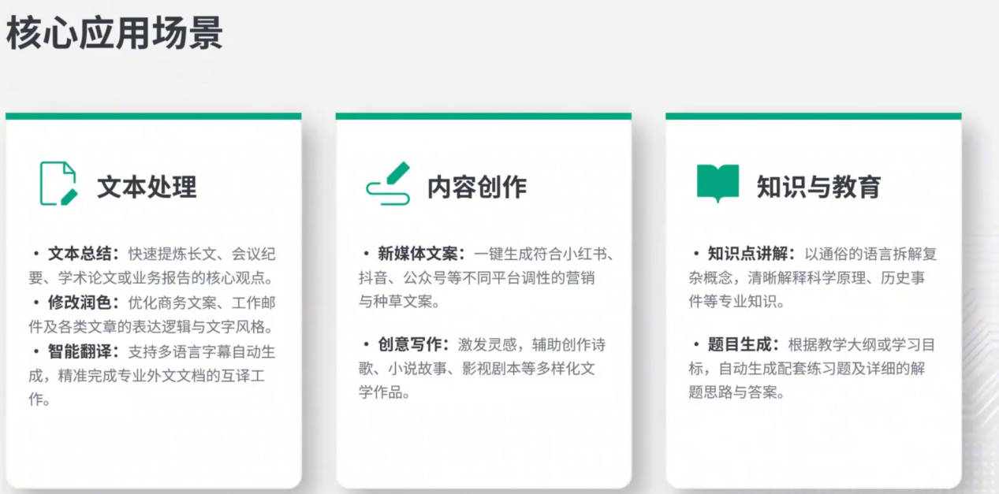 核心应用场景
文本处理
• 文本总结：快速提炼长文、会议纪
要、学术论文或业务报告的核心观点。
• 修改润色：优化商务文案、工作邮
件及各类文章的表达逻辑与文字风格。
• 智能翻译：支持多语言字幕自动生
成，精准完成专业外文文档的互译工
作。
内容创作
• 新媒体文案：一键生成符合小红书、
抖音、公众号等不同平台调性的营销
与种草文案。
• 创意写作：激发灵感，辅助创作诗
歌、小说故事、影视剧本等多样化文
学作品。
知识与教育
• 知识点讲解：以通俗的语言拆解复
杂概念，清晰解释科学原理、历史事
件等专业知识。
• 题目生成：根据教学大纲或学习目
标，自动生成配套练习题及详细的解
题思路与答案。